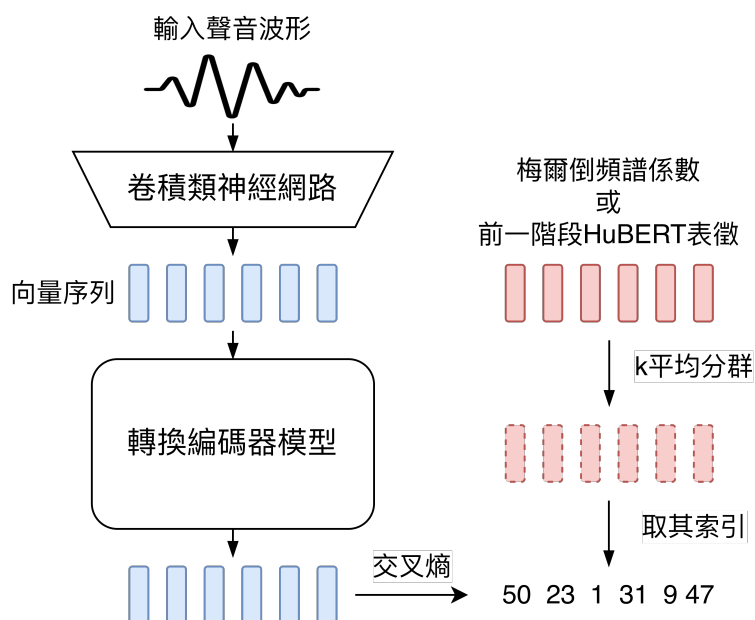 輸入聲音波形
卷積類神經網路
向量序列
轉換編碼器模型
交叉熵
梅爾倒頻譜係數
或
前一階段HuBERT表徵
k平均分群
取其索引
50 23 1 31 9 47